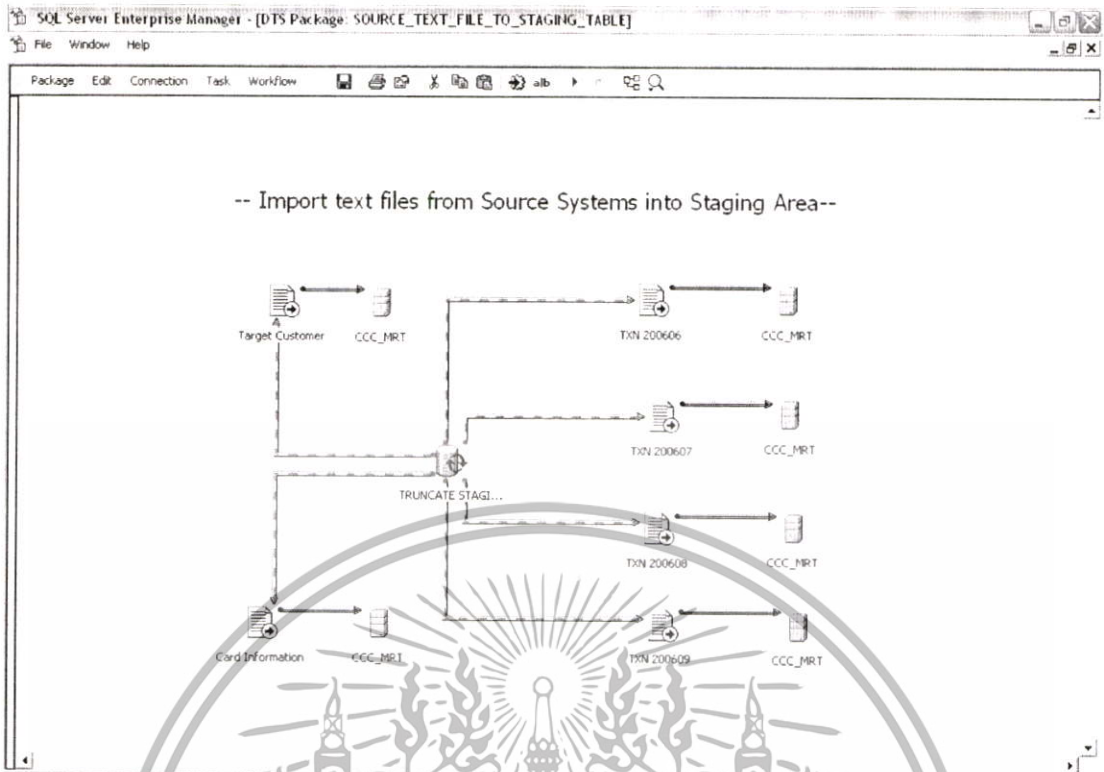 SQL Server Enterprise Manager - [DTS Package: SOURCE_TEXT_FILE_TO_STAGING_TABLE]
File Window Help
Package Edit Connection Task Workflow alb
-- Import text files from Source Systems into Staging Area--
Target Customer CCC_MRT TXN 200606 CCC_MRT
TXN 200607 CCC_MRT
TRUNCATE STAGI...
TXN 200608 CCC_MRT
Card Information CCC_MRT TXN 200609 CCC_MRT